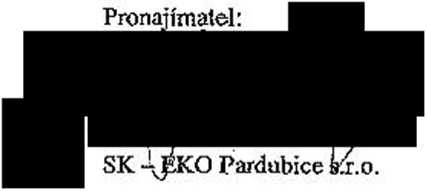 Pronajímatel:
SK – EKO Pardubice s.r.o.